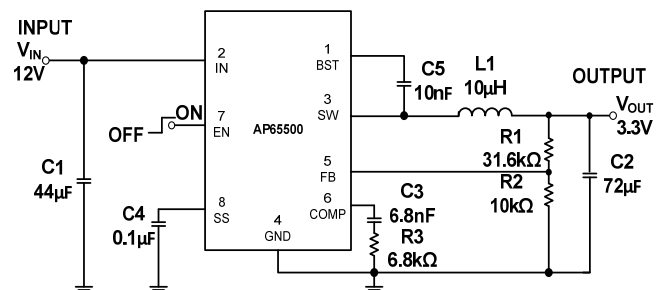 INPUT
VIN
12V
C1
44µF
ON
OFF
C4
0.1µF
2
IN
7
EN
8
SS
AP65500
4
GND
1
BST
3
SW
5
FB
6
COMP
C5
10nF
L1
10µH
C3
6.8nF
R3
6.8kΩ
R1
31.6kΩ
R2
10kΩ
C2
72µF
OUTPUT
VOUT
3.3V